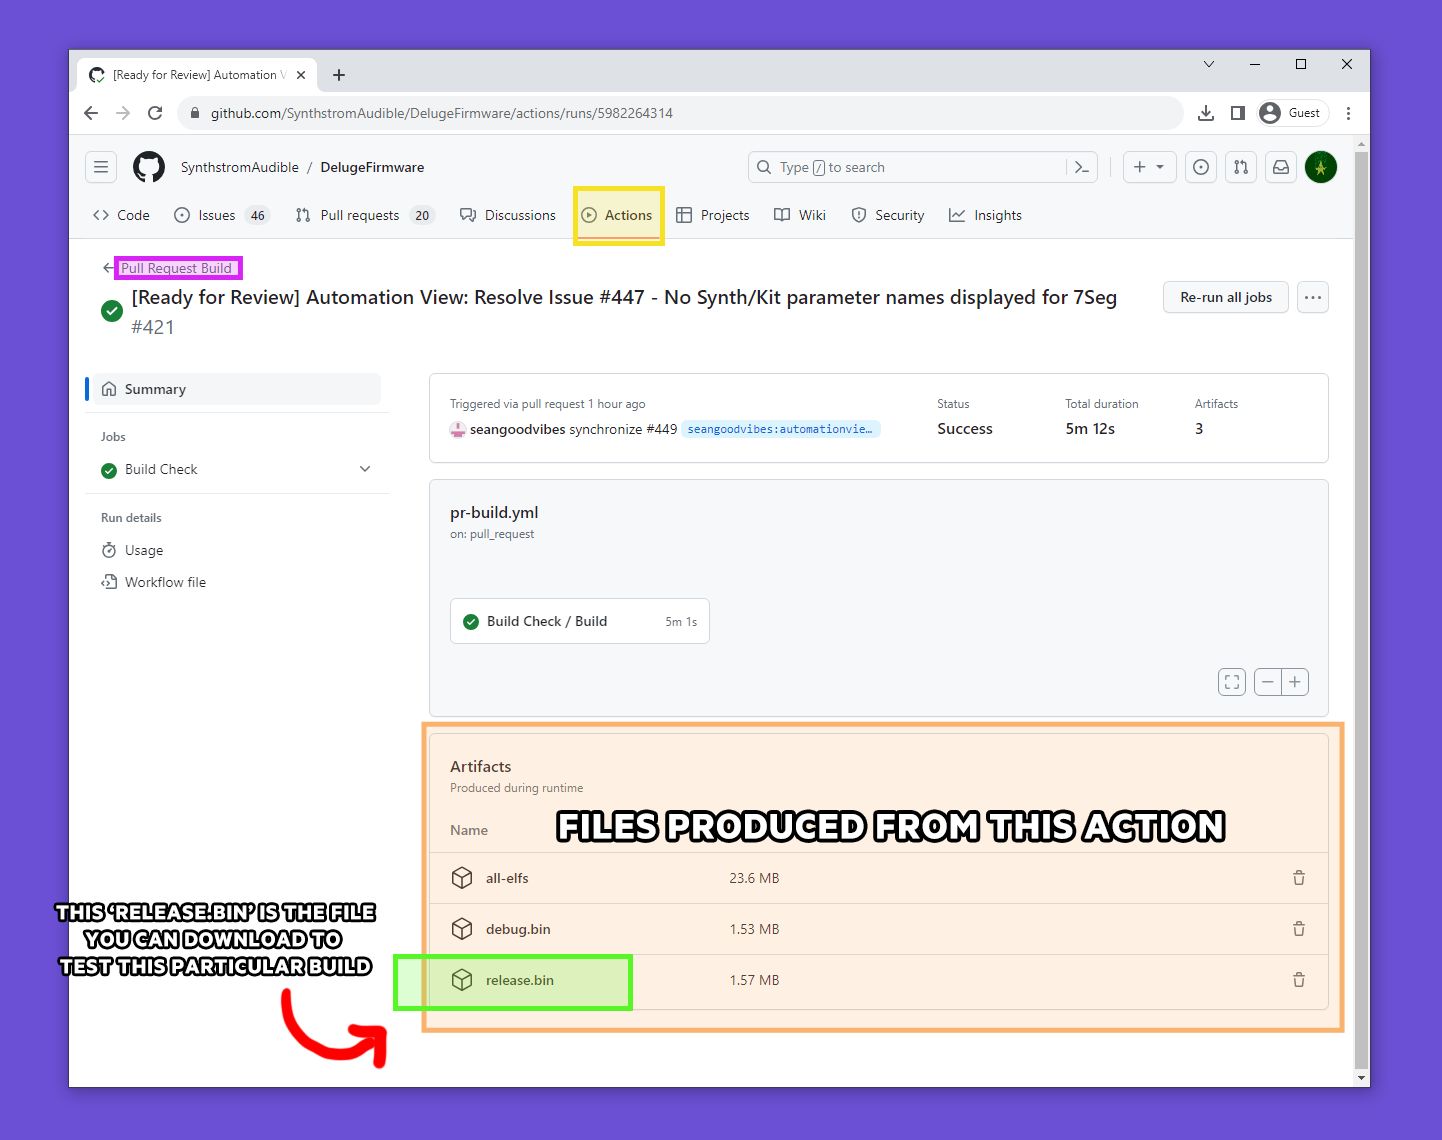 [Ready for Review] Automation V
github.com/SynthstromAudible/DelugeFirmware/actions/runs/5982264314
Guest
SynthstromAudible / DelugeFirmware
Type / to search
Code
Issues 46
Pull requests 20
Discussions
Actions
Projects
Wiki
Security
Insights
Pull Request Build
[Ready for Review] Automation View: Resolve Issue #447 - No Synth/Kit parameter names displayed for 7Seg
#421
Re-run all jobs
Summary
Jobs
Build Check
Run details
Usage
Workflow file
Triggered via pull request 1 hour ago
seangoodvibes synchronize #449 seangoodvibes:automationvie…
Status
Success
Total duration
5m 12s
Artifacts
3
pr-build.yml
on: pull_request
Build Check / Build 5m 1s
Artifacts
Produced during runtime
Name
FILES PRODUCED FROM THIS ACTION
all-elfs 23.6 MB
debug.bin 1.53 MB
release.bin 1.57 MB
THIS ‘RELEASE.BIN’ IS THE FILE
YOU CAN DOWNLOAD TO
TEST THIS PARTICULAR BUILD